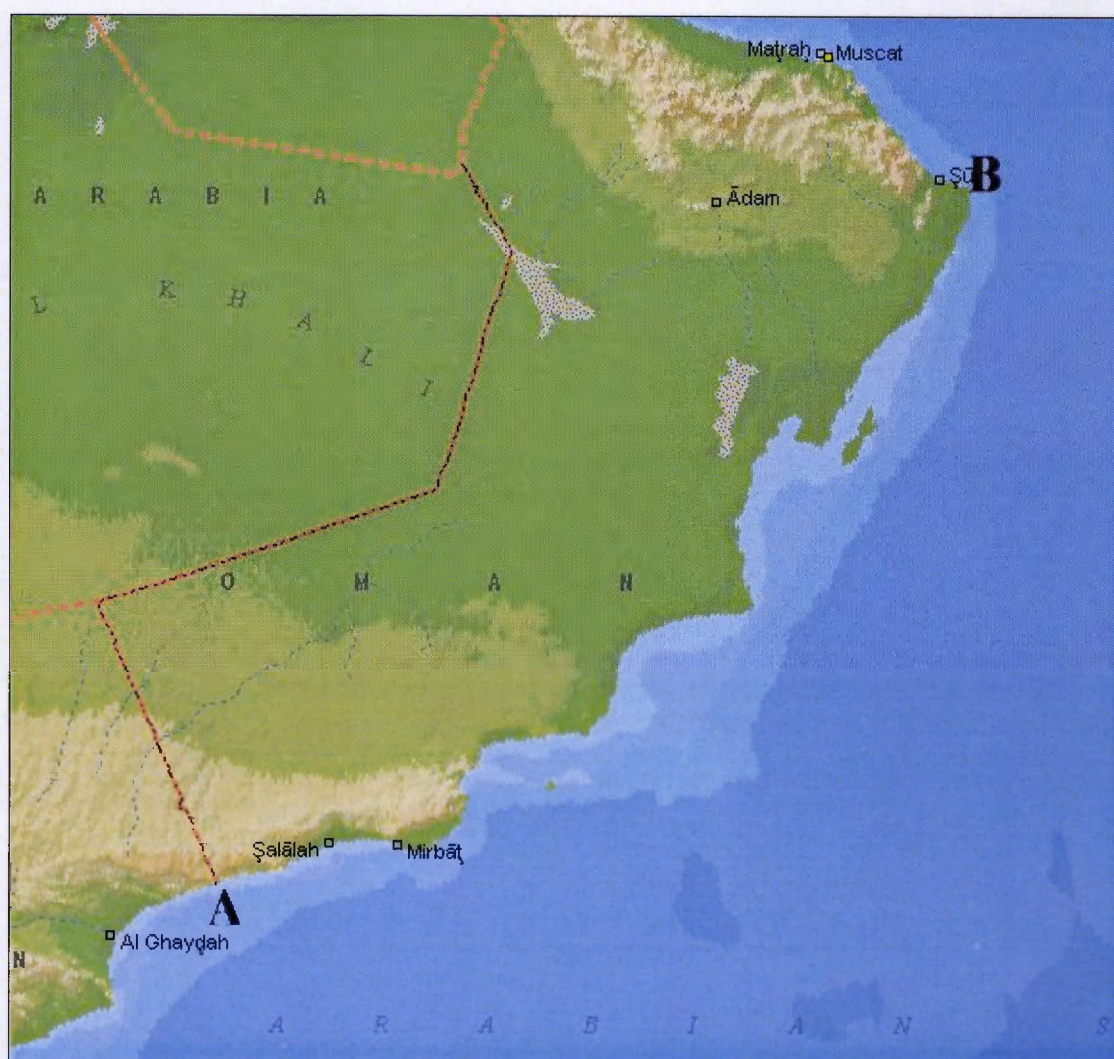 Maţraḩ Muscat
B
Ādam
A R A B I A
L K H A L I
O M A N
Şalālah Mirbāţ
A
Al Ghayḑah
N
A R A B I A N S